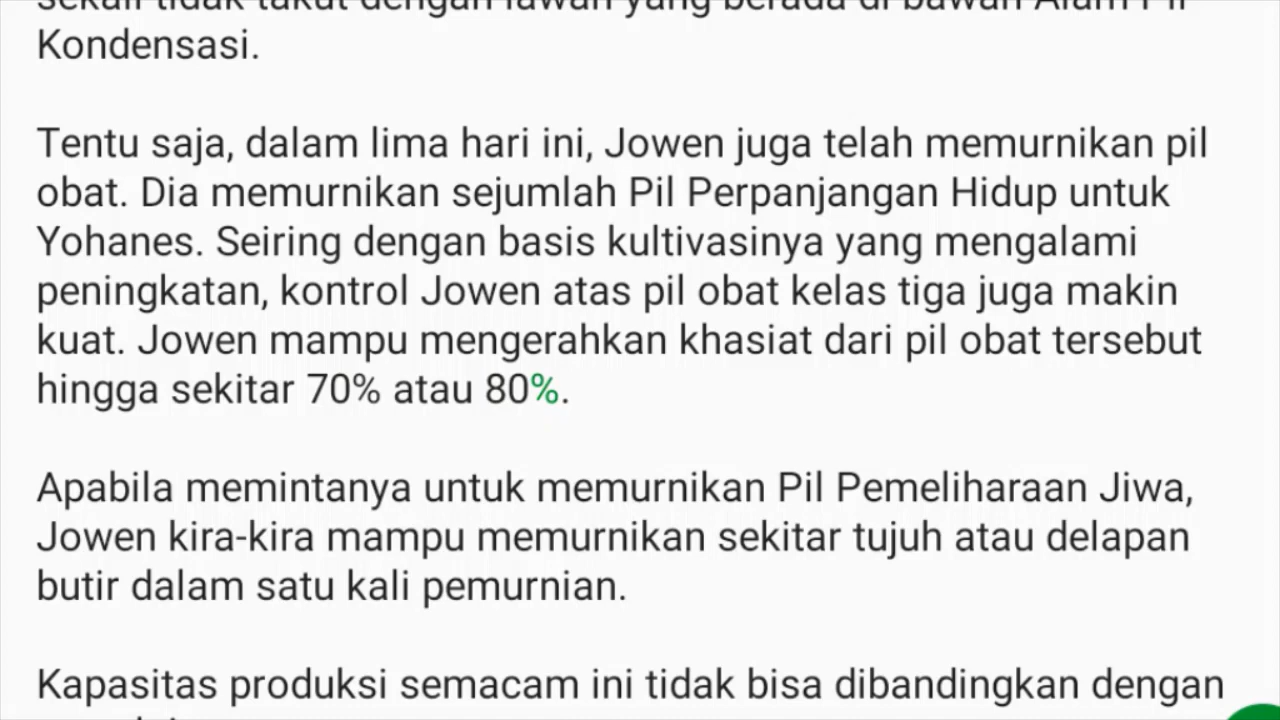 Kondensasi.
Tentu saja, dalam lima hari ini, Jowen juga telah memurnikan pil
obat. Dia memurnikan sejumlah Pil Perpanjangan Hidup untuk
Yohanes. Seiring dengan basis kultivasinya yang mengalami
peningkatan, kontrol Jowen atas pil obat kelas tiga juga makin
kuat. Jowen mampu mengerahkan khasiat dari pil obat tersebut
hingga sekitar 70% atau 80%.
Apabila memintanya untuk memurnikan Pil Pemeliharaan Jiwa,
Jowen kira-kira mampu memurnikan sekitar tujuh atau delapan
butir dalam satu kali pemurnian.
Kapasitas produksi semacam ini tidak bisa dibandingkan dengan